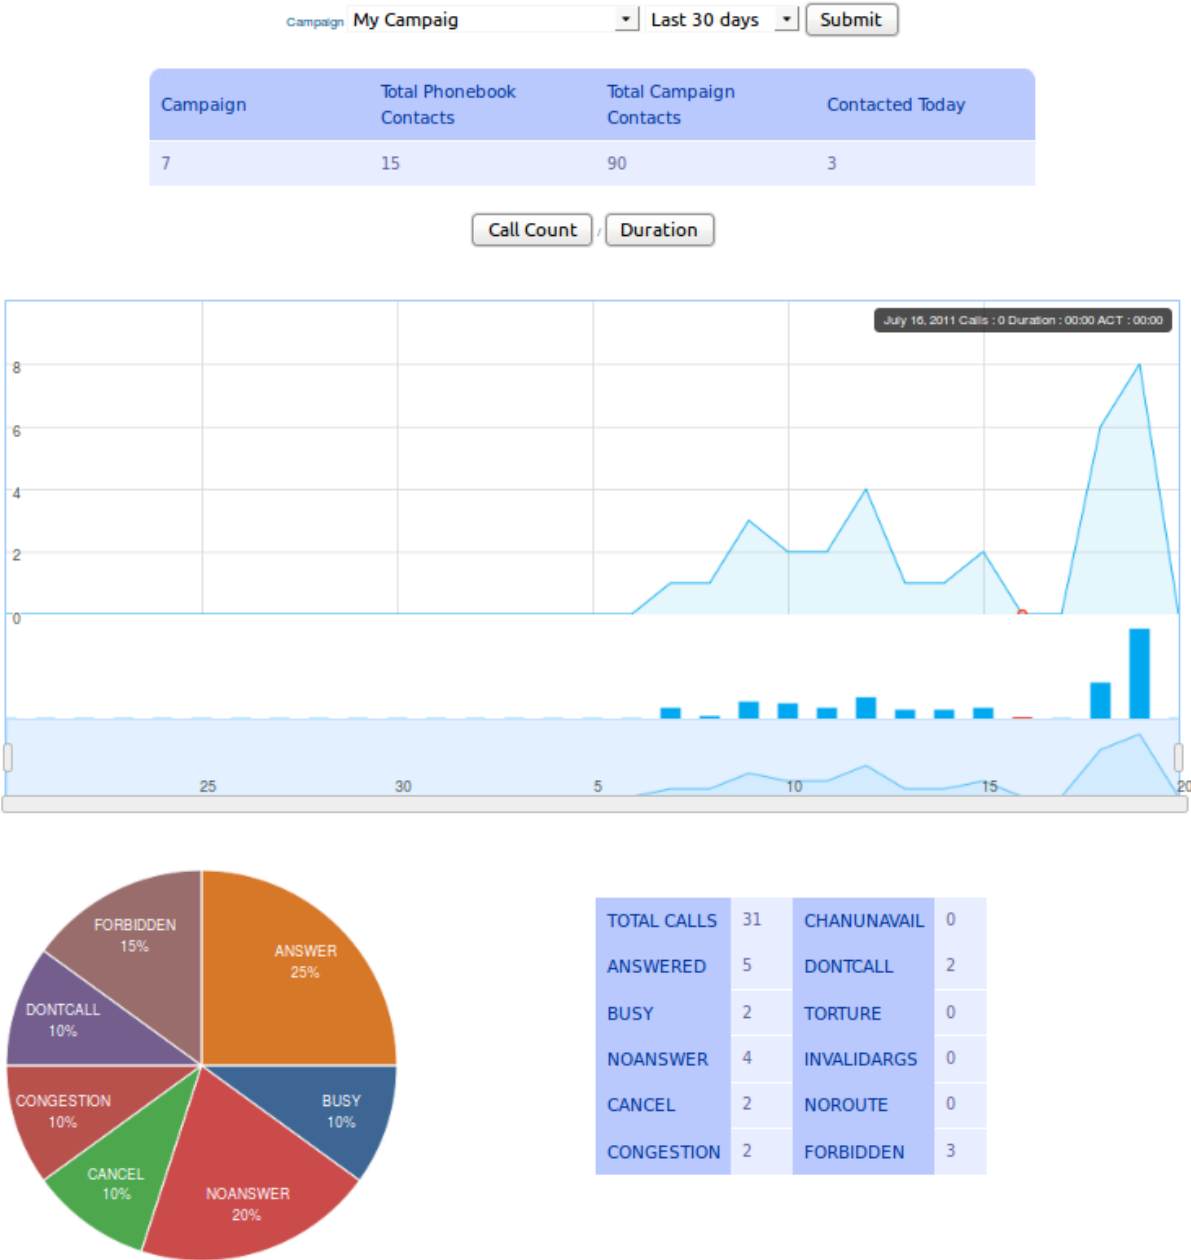 Campaign My Campaig Last 30 days Submit
Campaign Total Phonebook Contacts Total Campaign Contacts Contacted Today
7 15 90 3
Call Count / Duration
July 16, 2011 Calls : 0 Duration : 00:00 ACT : 00:00
8
6
4
2
0
25 30 5 10 15 20
FORBIDDEN
15%
ANSWER
25%
DONTCALL
10%
CONGESTION
10%
BUSY
10%
CANCEL
10%
NOANSWER
20%
TOTAL CALLS 31 CHANUNAVAIL 0
ANSWERED 5 DONTCALL 2
BUSY 2 TORTURE 0
NOANSWER 4 INVALIDARGS 0
CANCEL 2 NOROUTE 0
CONGESTION 2 FORBIDDEN 3